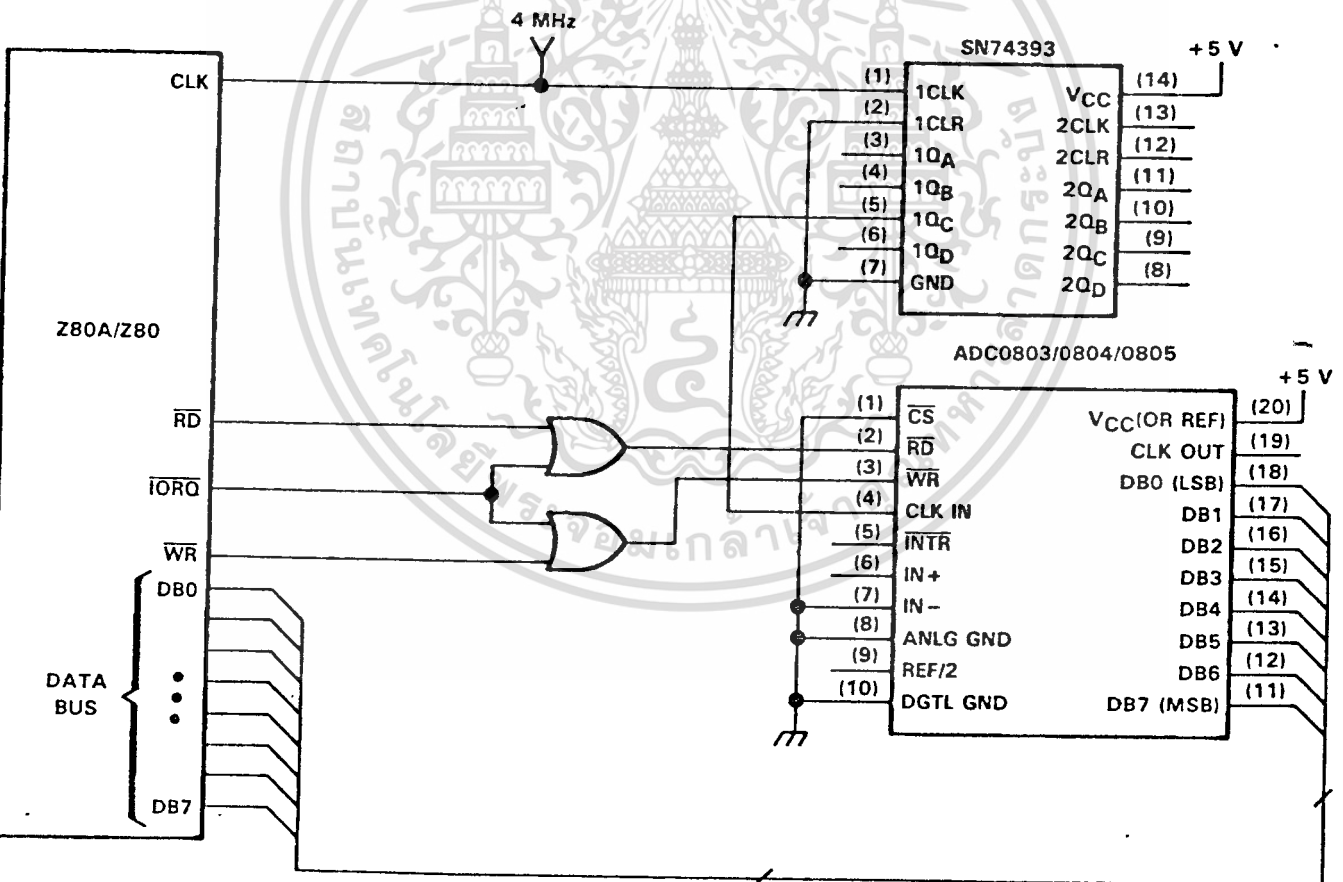 4 MHz
Z80A/Z80
CLK
RD
IORQ
WR
DB0
DATA
BUS
DB7
SN74393
+5 V
(1) 1CLK
(2) 1CLR
(3) 1QA
(4) 1QB
(5) 1QC
(6) 1QD
(7) GND
VCC (14)
2CLK (13)
2CLR (12)
2QA (11)
2QB (10)
2QC (9)
2QD (8)
ADC0803/0804/0805
+5 V
(1) CS
(2) RD
(3) WR
(4) CLK IN
(5) INTR
(6) IN+
(7) IN−
(8) ANLG GND
(9) REF/2
(10) DGTL GND
VCC(OR REF) (20)
CLK OUT (19)
DB0 (LSB) (18)
DB1 (17)
DB2 (16)
DB3 (15)
DB4 (14)
DB5 (13)
DB6 (12)
DB7 (MSB) (11)